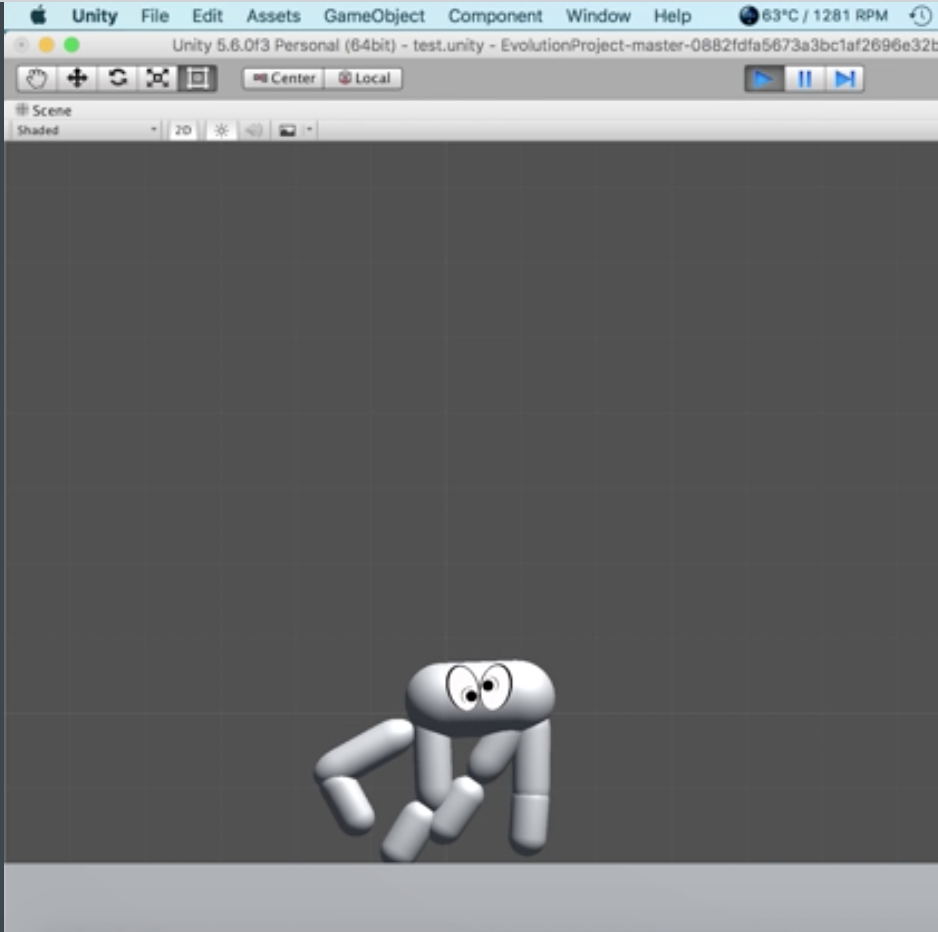 Unity File Edit Assets GameObject Component Window Help 63°C / 1281 RPM
Unity 5.6.0f3 Personal (64bit) - test.unity - EvolutionProject-master-0882fdfa5673a3bc1af2696e32b
Center Local
Scene
Shaded 2D